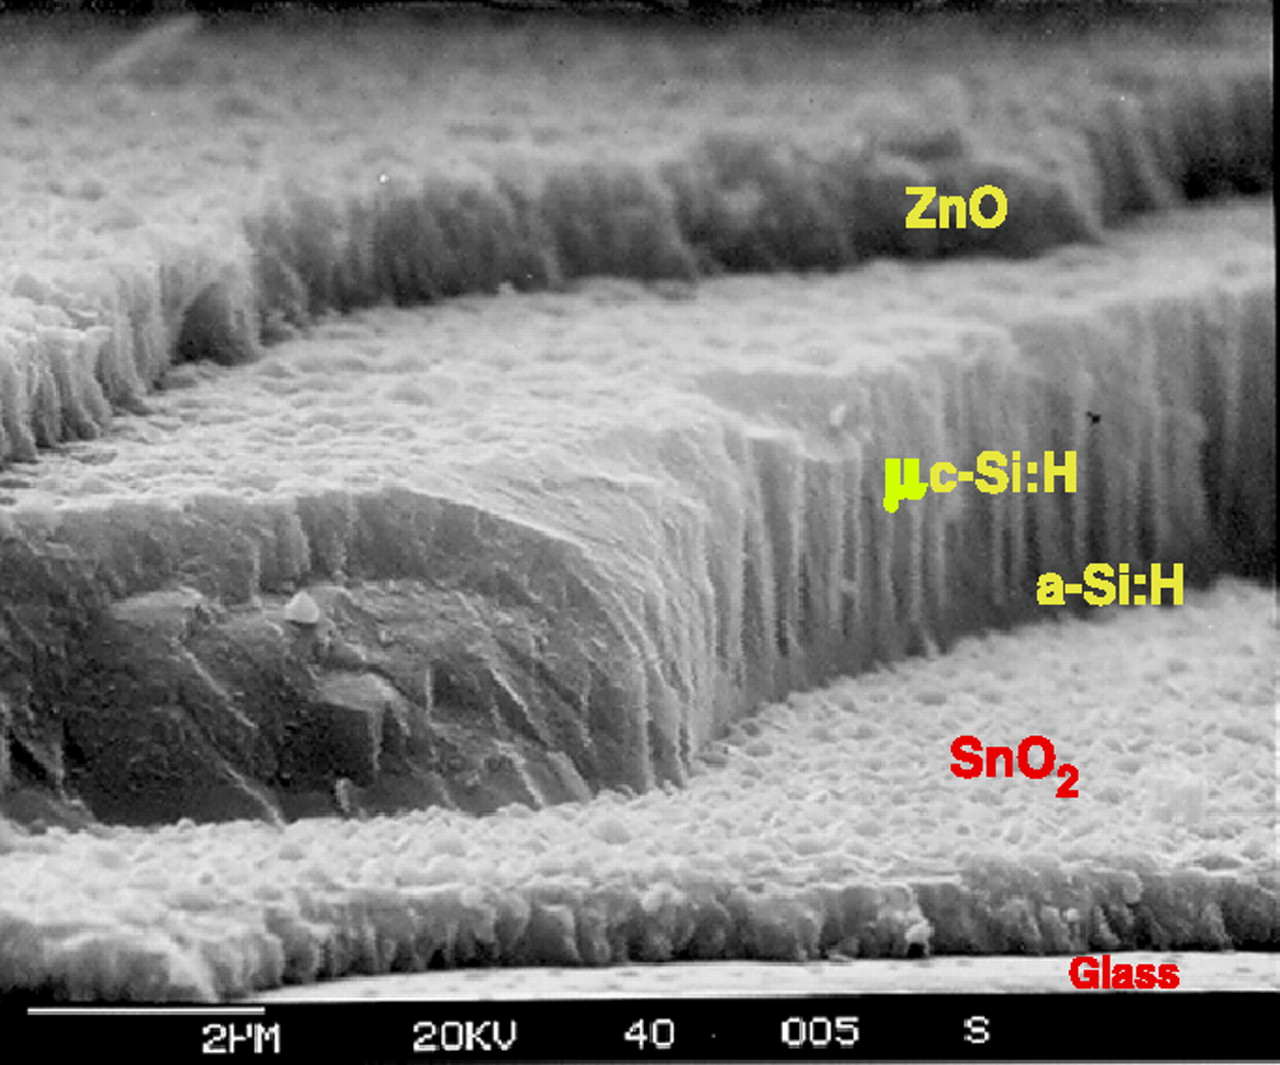 ZnO
μc-Si:H
a-Si:H
SnO₂
Glass
2μM 20KV 40 005 S